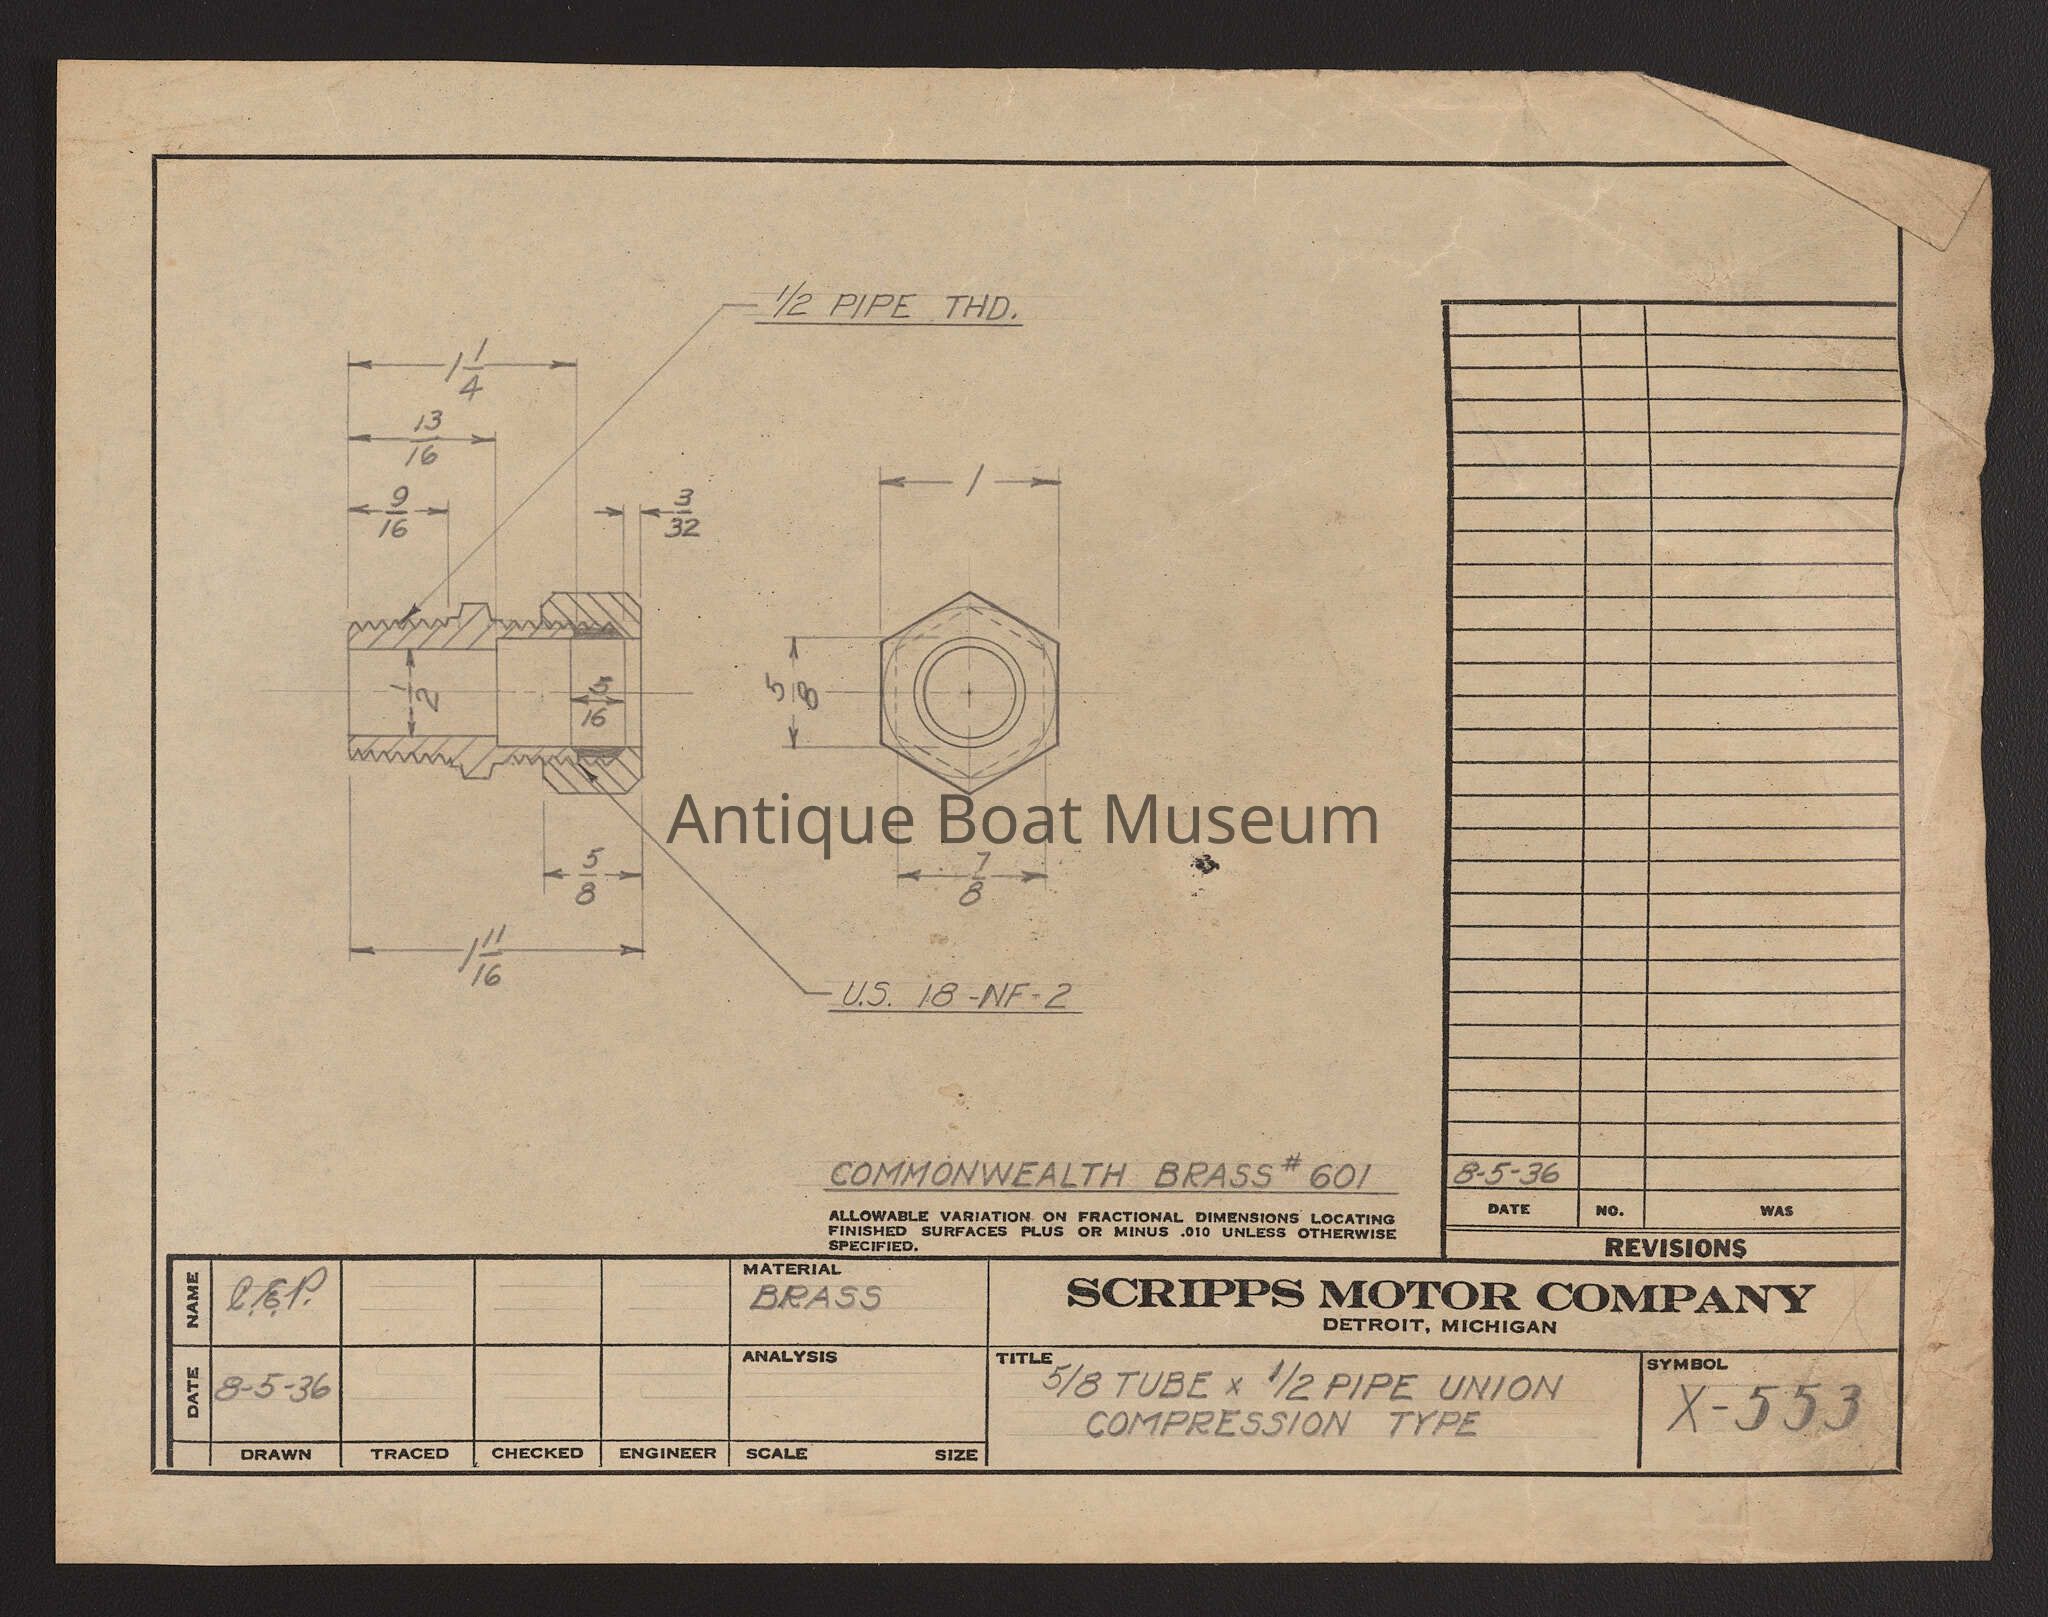 1/2 PIPE THD.
1 1/4
13/16
9/16
3/32
1
1/2
5/16
5/8
Antique Boat Museum
5/8
7/8
1 11/16
U.S. 18-NF-2
COMMONWEALTH BRASS #601
ALLOWABLE VARIATION ON FRACTIONAL DIMENSIONS LOCATING
FINISHED SURFACES PLUS OR MINUS .010 UNLESS OTHERWISE
SPECIFIED.
8-5-36
DATE NO. WAS
REVISIONS
NAME C.E.P.
DATE 8-5-36
DRAWN TRACED CHECKED ENGINEER
MATERIAL
BRASS
ANALYSIS
SCALE SIZE
SCRIPPS MOTOR COMPANY
DETROIT, MICHIGAN
TITLE
5/8 TUBE x 1/2 PIPE UNION
COMPRESSION TYPE
SYMBOL
X-553